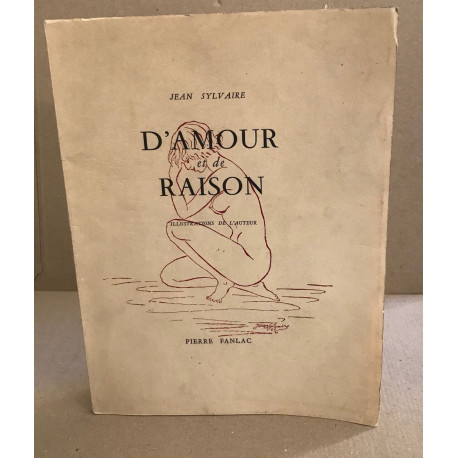 JEAN SYLVAIRE
D'AMOUR
et de
RAISON
ILLUSTRATIONS DE L'AUTEUR
PIERRE FANLAC